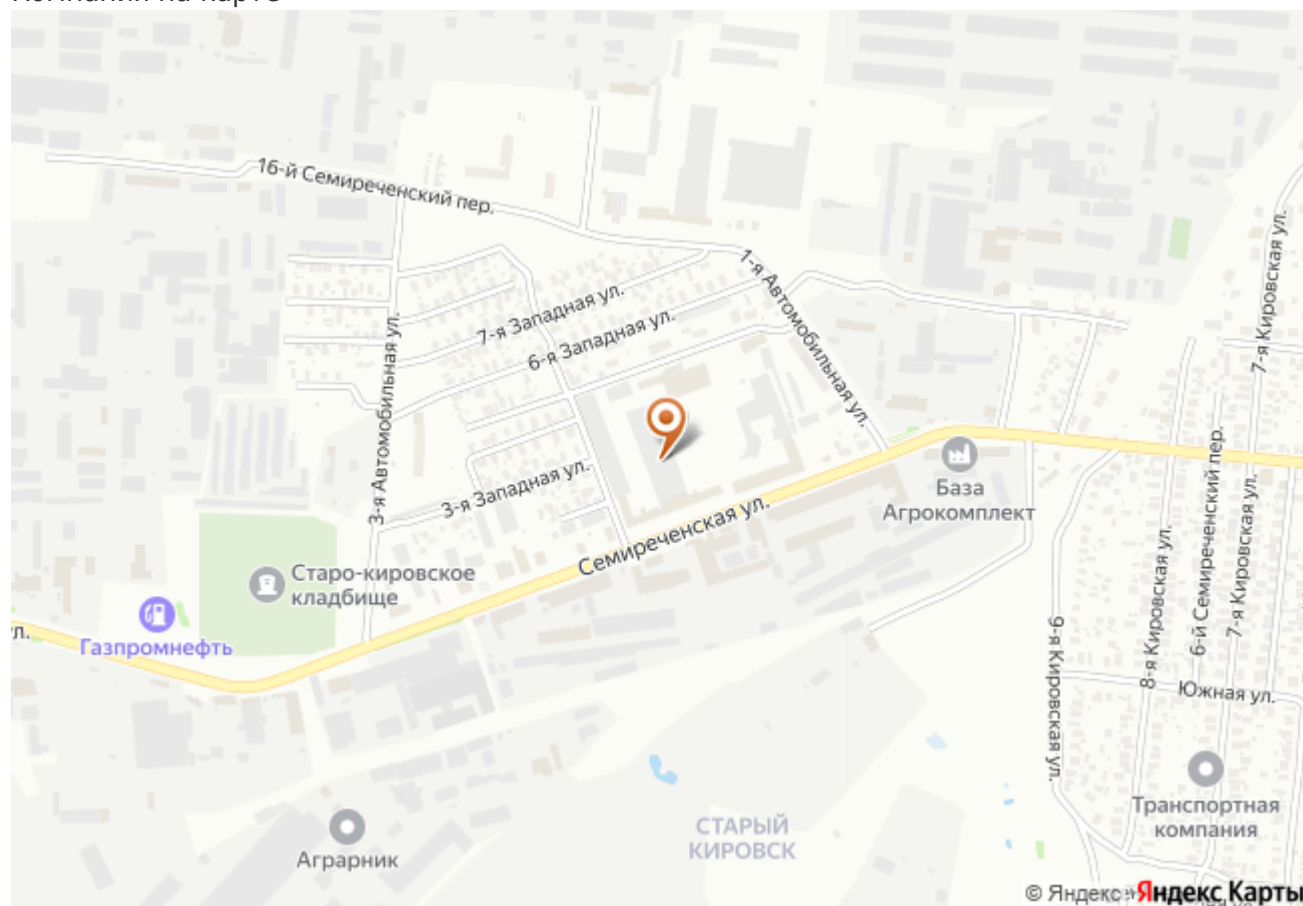 16-й Семиреченский пер.
1-я Автомобильная ул.
7-я Кировская ул.
7-я Западная ул.
6-я Западная ул.
3-я Автомобильная ул.
3-я Западная ул.
База
Агрокомплект
Семиреченская ул.
6-й Семиреченский пер.
8-я Кировская ул.
7-я Кировская ул.
Старо-кировское
кладбище
Газпромнефть
9-я Кировская ул.
Южная ул.
Транспортная
компания
СТАРЫЙ
КИРОВСК
Аграрник
© Яндекс Яндекс Карты